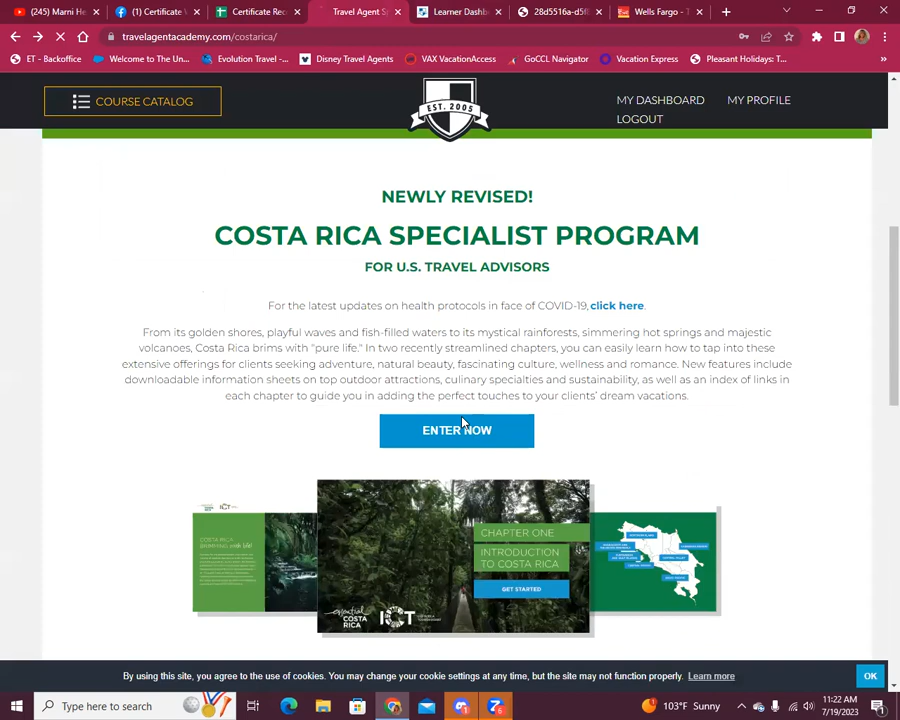 (245) Marni He
(1) Certificate
Certificate Rec
Travel Agent Sp
Learner Dashb
28d5516a-d5f
Wells Fargo - T
travelagentacademy.com/costarica/
ET - Backoffice
Welcome to The Un...
Evolution Travel -...
Disney Travel Agents
VAX VacationAccess
GoCCL Navigator
Vacation Express
Pleasant Holidays: T...
COURSE CATALOG
EST. 2005
MY DASHBOARD
MY PROFILE
LOGOUT
NEWLY REVISED!
COSTA RICA SPECIALIST PROGRAM
FOR U.S. TRAVEL ADVISORS
For the latest updates on health protocols in face of COVID-19, click here.
From its golden shores, playful waves and fish-filled waters to its mystical rainforests, simmering hot springs and majestic
volcanoes, Costa Rica brims with "pure life." In two recently streamlined chapters, you can easily learn how to tap into these
extensive offerings for clients seeking adventure, natural beauty, fascinating culture, wellness and romance. New features include
downloadable information sheets on top outdoor attractions, culinary specialties and sustainability, as well as an index of links in
each chapter to guide you in adding the perfect touches to your clients' dream vacations.
ENTER NOW
CHAPTER ONE
INTRODUCTION
TO COSTA RICA
GET STARTED
essential
COSTA
RICA
ICT
By using this site, you agree to the use of cookies. You may change your cookie settings at any time, but the site may not function properly. Learn more
OK
Type here to search
103°F Sunny
11:22 AM
7/19/2023